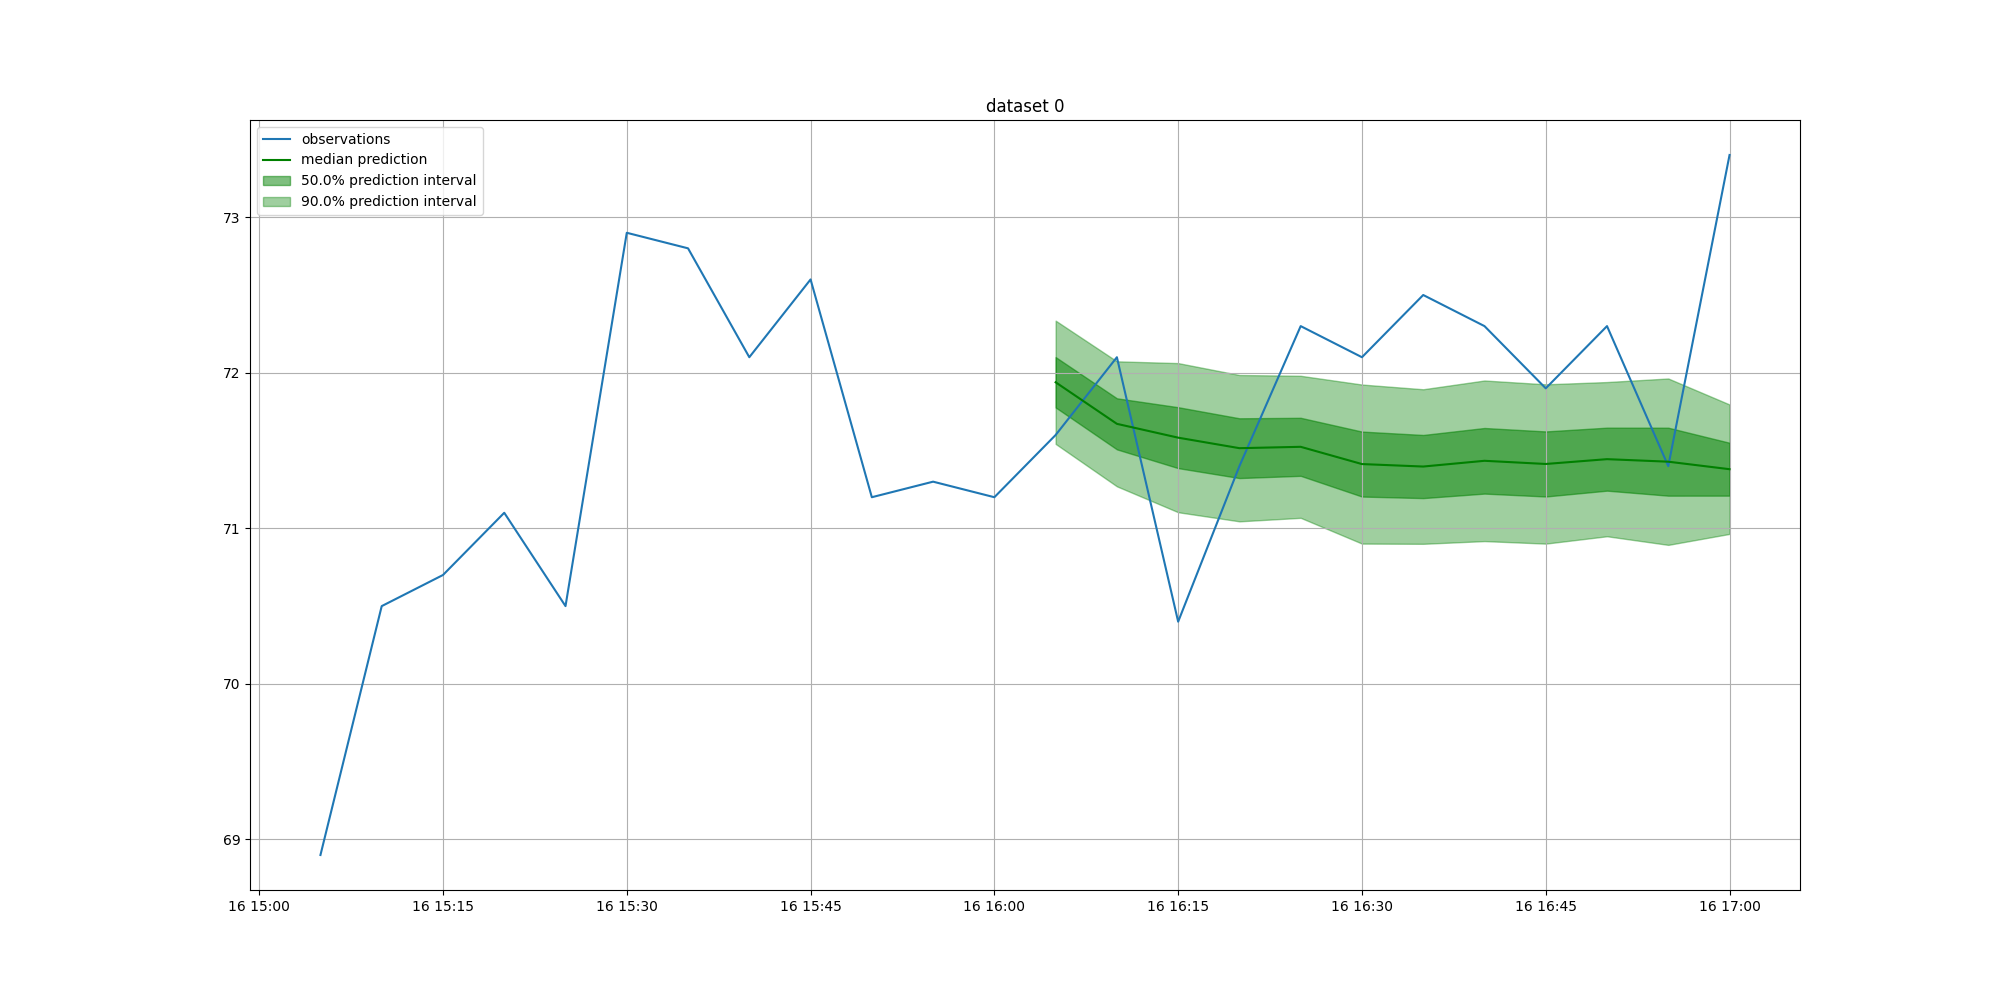 dataset 0
observations
median prediction
50.0% prediction interval
90.0% prediction interval
73
72
71
70
69
16 15:00 16 15:15 16 15:30 16 15:45 16 16:00 16 16:15 16 16:30 16 16:45 16 17:00